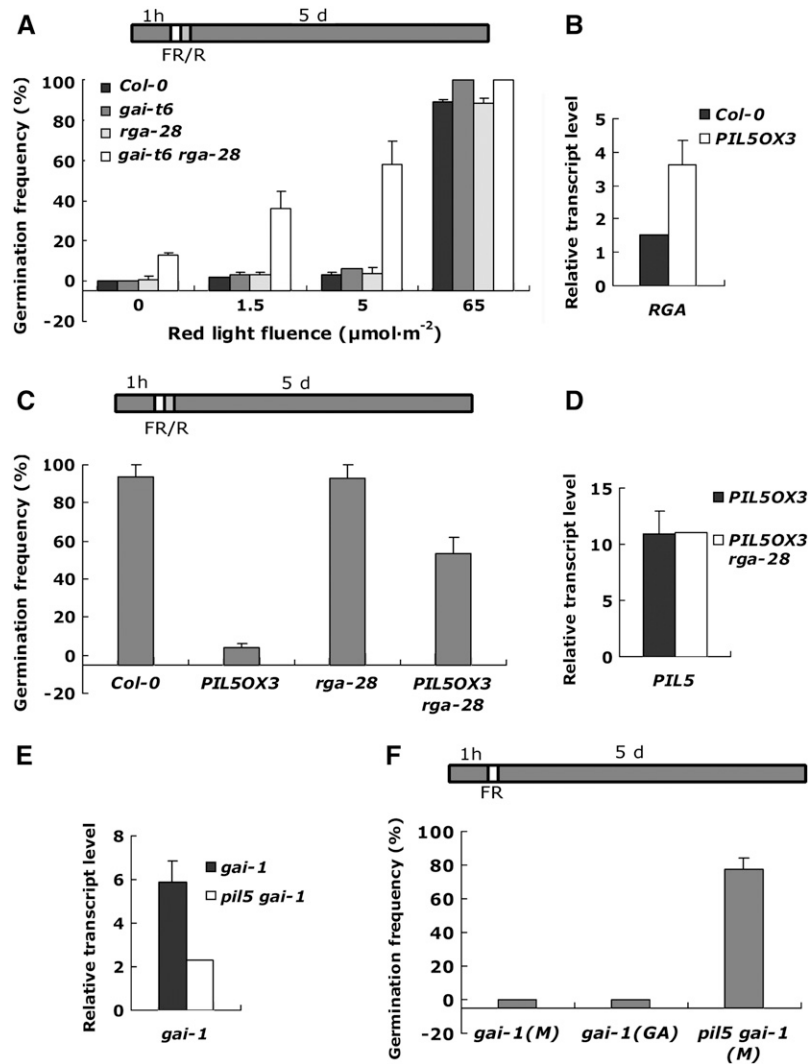 A
1h
5 d
FR/R
Germination frequency (%)
100
80
60
40
20
0
-20
Col-0
gai-t6
rga-28
gai-t6 rga-28
0
1.5
5
65
Red light fluence (μmol·m⁻²)
B
Relative transcript level
5
4
3
2
1
0
Col-0
PIL5OX3
RGA
C
1h
5 d
FR/R
Germination frequency (%)
100
80
60
40
20
0
-20
Col-0
PIL5OX3
rga-28
PIL5OX3
rga-28
D
Relative transcript level
15
10
5
0
PIL5OX3
PIL5OX3
rga-28
PIL5
E
Relative transcript level
8
6
4
2
0
gai-1
pil5 gai-1
gai-1
F
1h
5 d
FR
Germination frequency (%)
100
80
60
40
20
0
-20
gai-1(M)
gai-1(GA)
pil5 gai-1
(M)